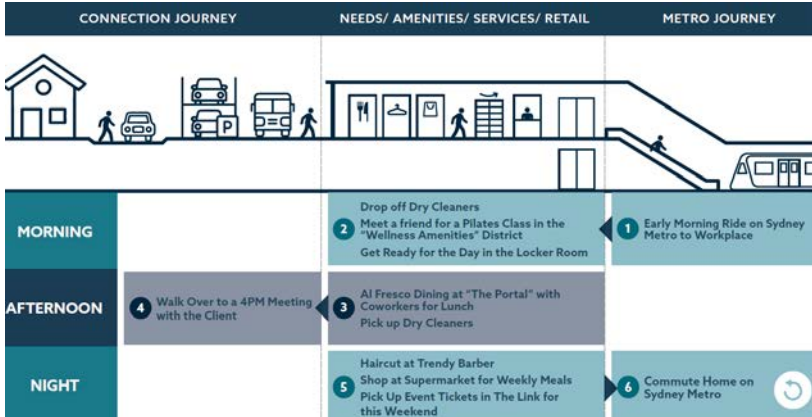 CONNECTION JOURNEY
NEEDS/ AMENITIES/ SERVICES/ RETAIL
METRO JOURNEY
P
MORNING
2
Drop off Dry Cleaners
Meet a friend for a Pilates Class in the
"Wellness Amenities" District
Get Ready for the Day in the Locker Room
1
Early Morning Ride on Sydney
Metro to Workplace
AFTERNOON
4
Walk Over to a 4PM Meeting
with the Client
3
Al Fresco Dining at "The Portal" with
Coworkers for Lunch
Pick up Dry Cleaners
NIGHT
5
Haircut at Trendy Barber
Shop at Supermarket for Weekly Meals
Pick Up Event Tickets in The Link for
this Weekend
6
Commute Home on
Sydney Metro